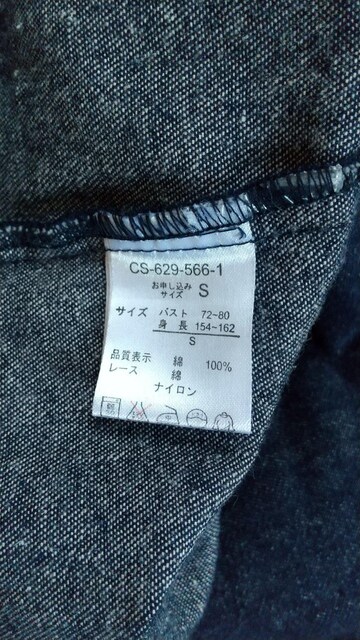 CS-629-566-1
お申し込み
サイズ S
サイズ バスト 72-80
身長 154-162
S
品質表示 綿 100%
レース 綿
ナイロン